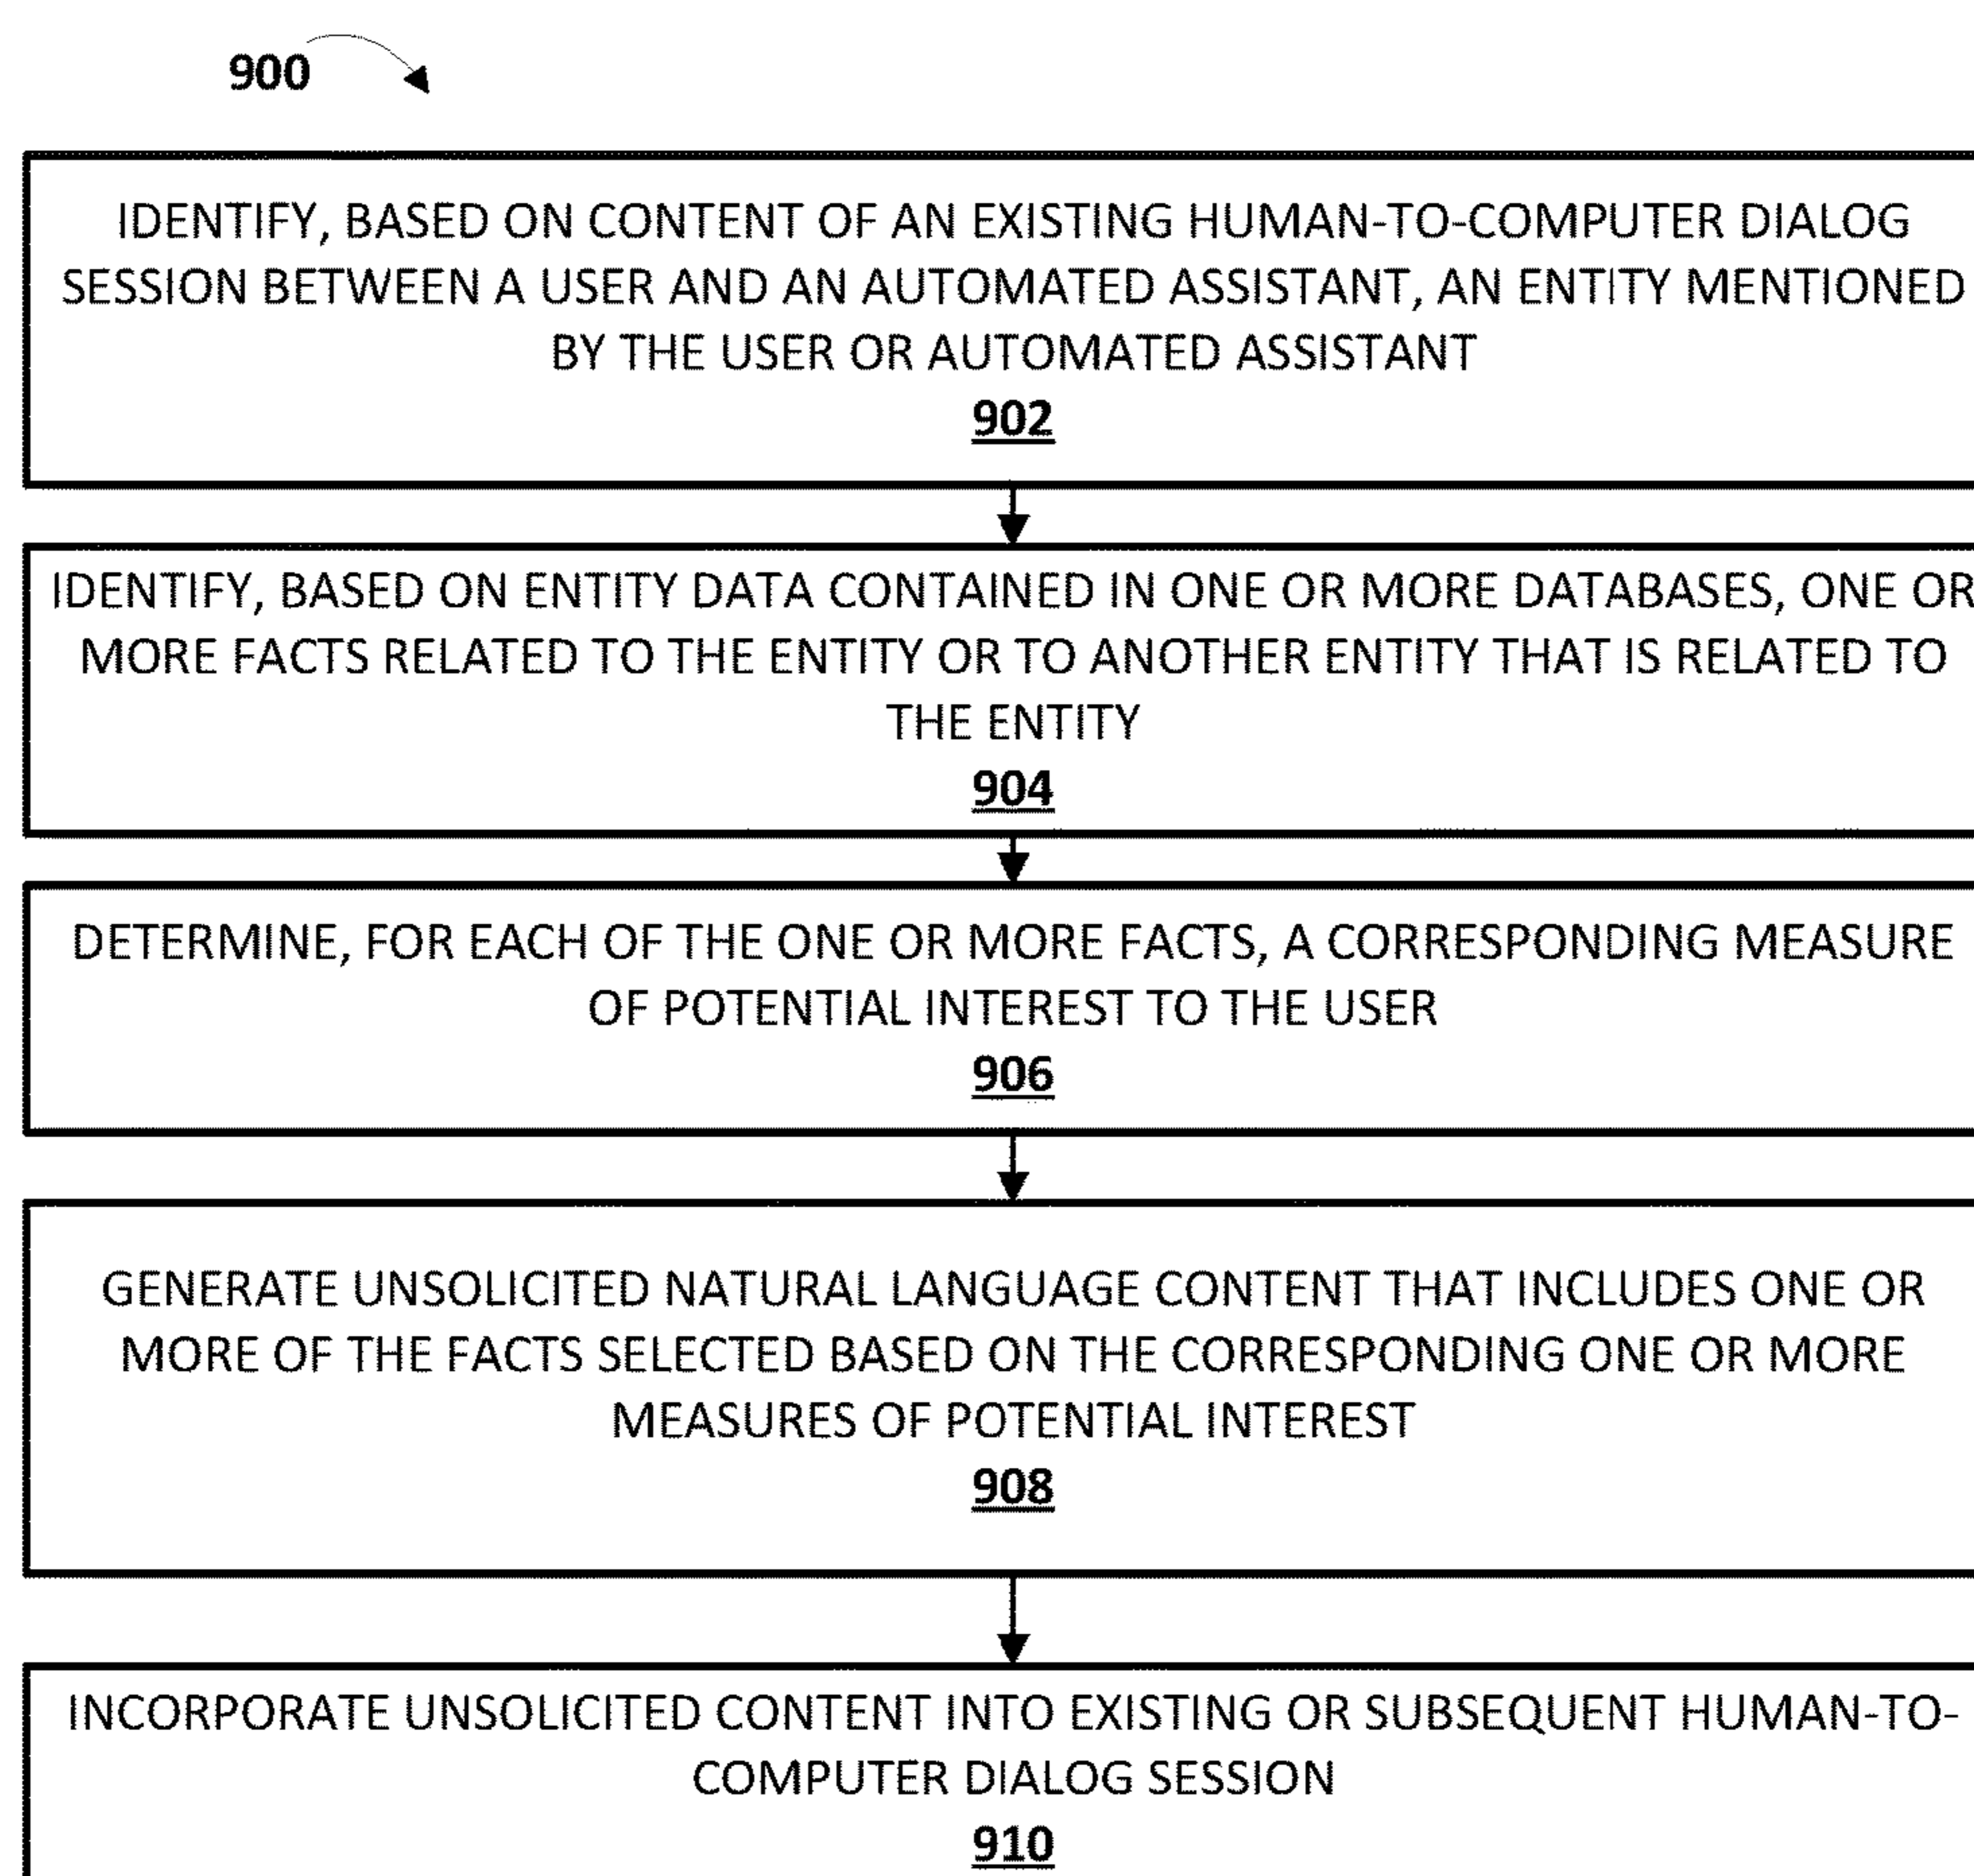 900
IDENTIFY, BASED ON CONTENT OF AN EXISTING HUMAN-TO-COMPUTER DIALOG
SESSION BETWEEN A USER AND AN AUTOMATED ASSISTANT, AN ENTITY MENTIONED
BY THE USER OR AUTOMATED ASSISTANT
902
IDENTIFY, BASED ON ENTITY DATA CONTAINED IN ONE OR MORE DATABASES, ONE OR
MORE FACTS RELATED TO THE ENTITY OR TO ANOTHER ENTITY THAT IS RELATED TO
THE ENTITY
904
DETERMINE, FOR EACH OF THE ONE OR MORE FACTS, A CORRESPONDING MEASURE
OF POTENTIAL INTEREST TO THE USER
906
GENERATE UNSOLICITED NATURAL LANGUAGE CONTENT THAT INCLUDES ONE OR
MORE OF THE FACTS SELECTED BASED ON THE CORRESPONDING ONE OR MORE
MEASURES OF POTENTIAL INTEREST
908
INCORPORATE UNSOLICITED CONTENT INTO EXISTING OR SUBSEQUENT HUMAN-TO-
COMPUTER DIALOG SESSION
910